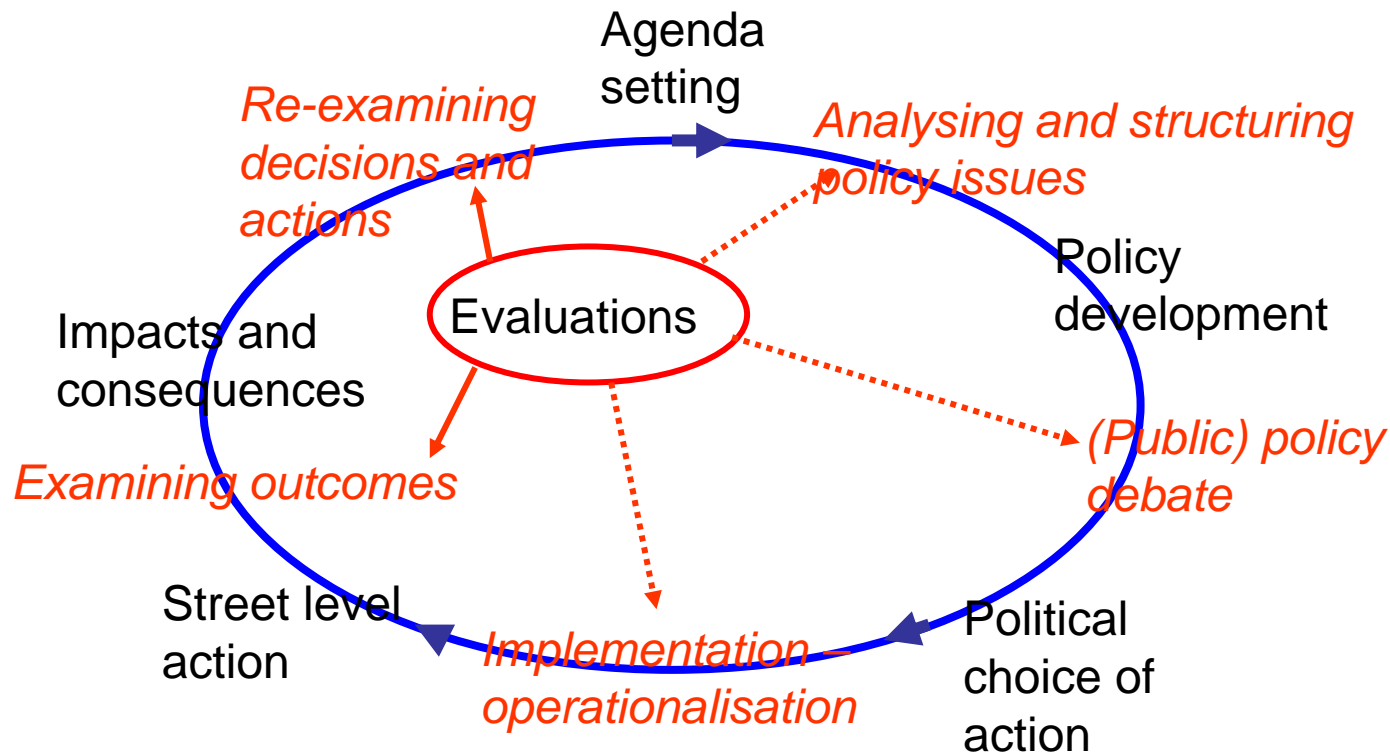 Agenda
setting
Re-examining
decisions and
actions
Analysing and structuring
policy issues
Policy
development
Evaluations
Impacts and
consequences
(Public) policy
debate
Examining outcomes
Street level
action
Implementation –
operationalisation
Political
choice of
action